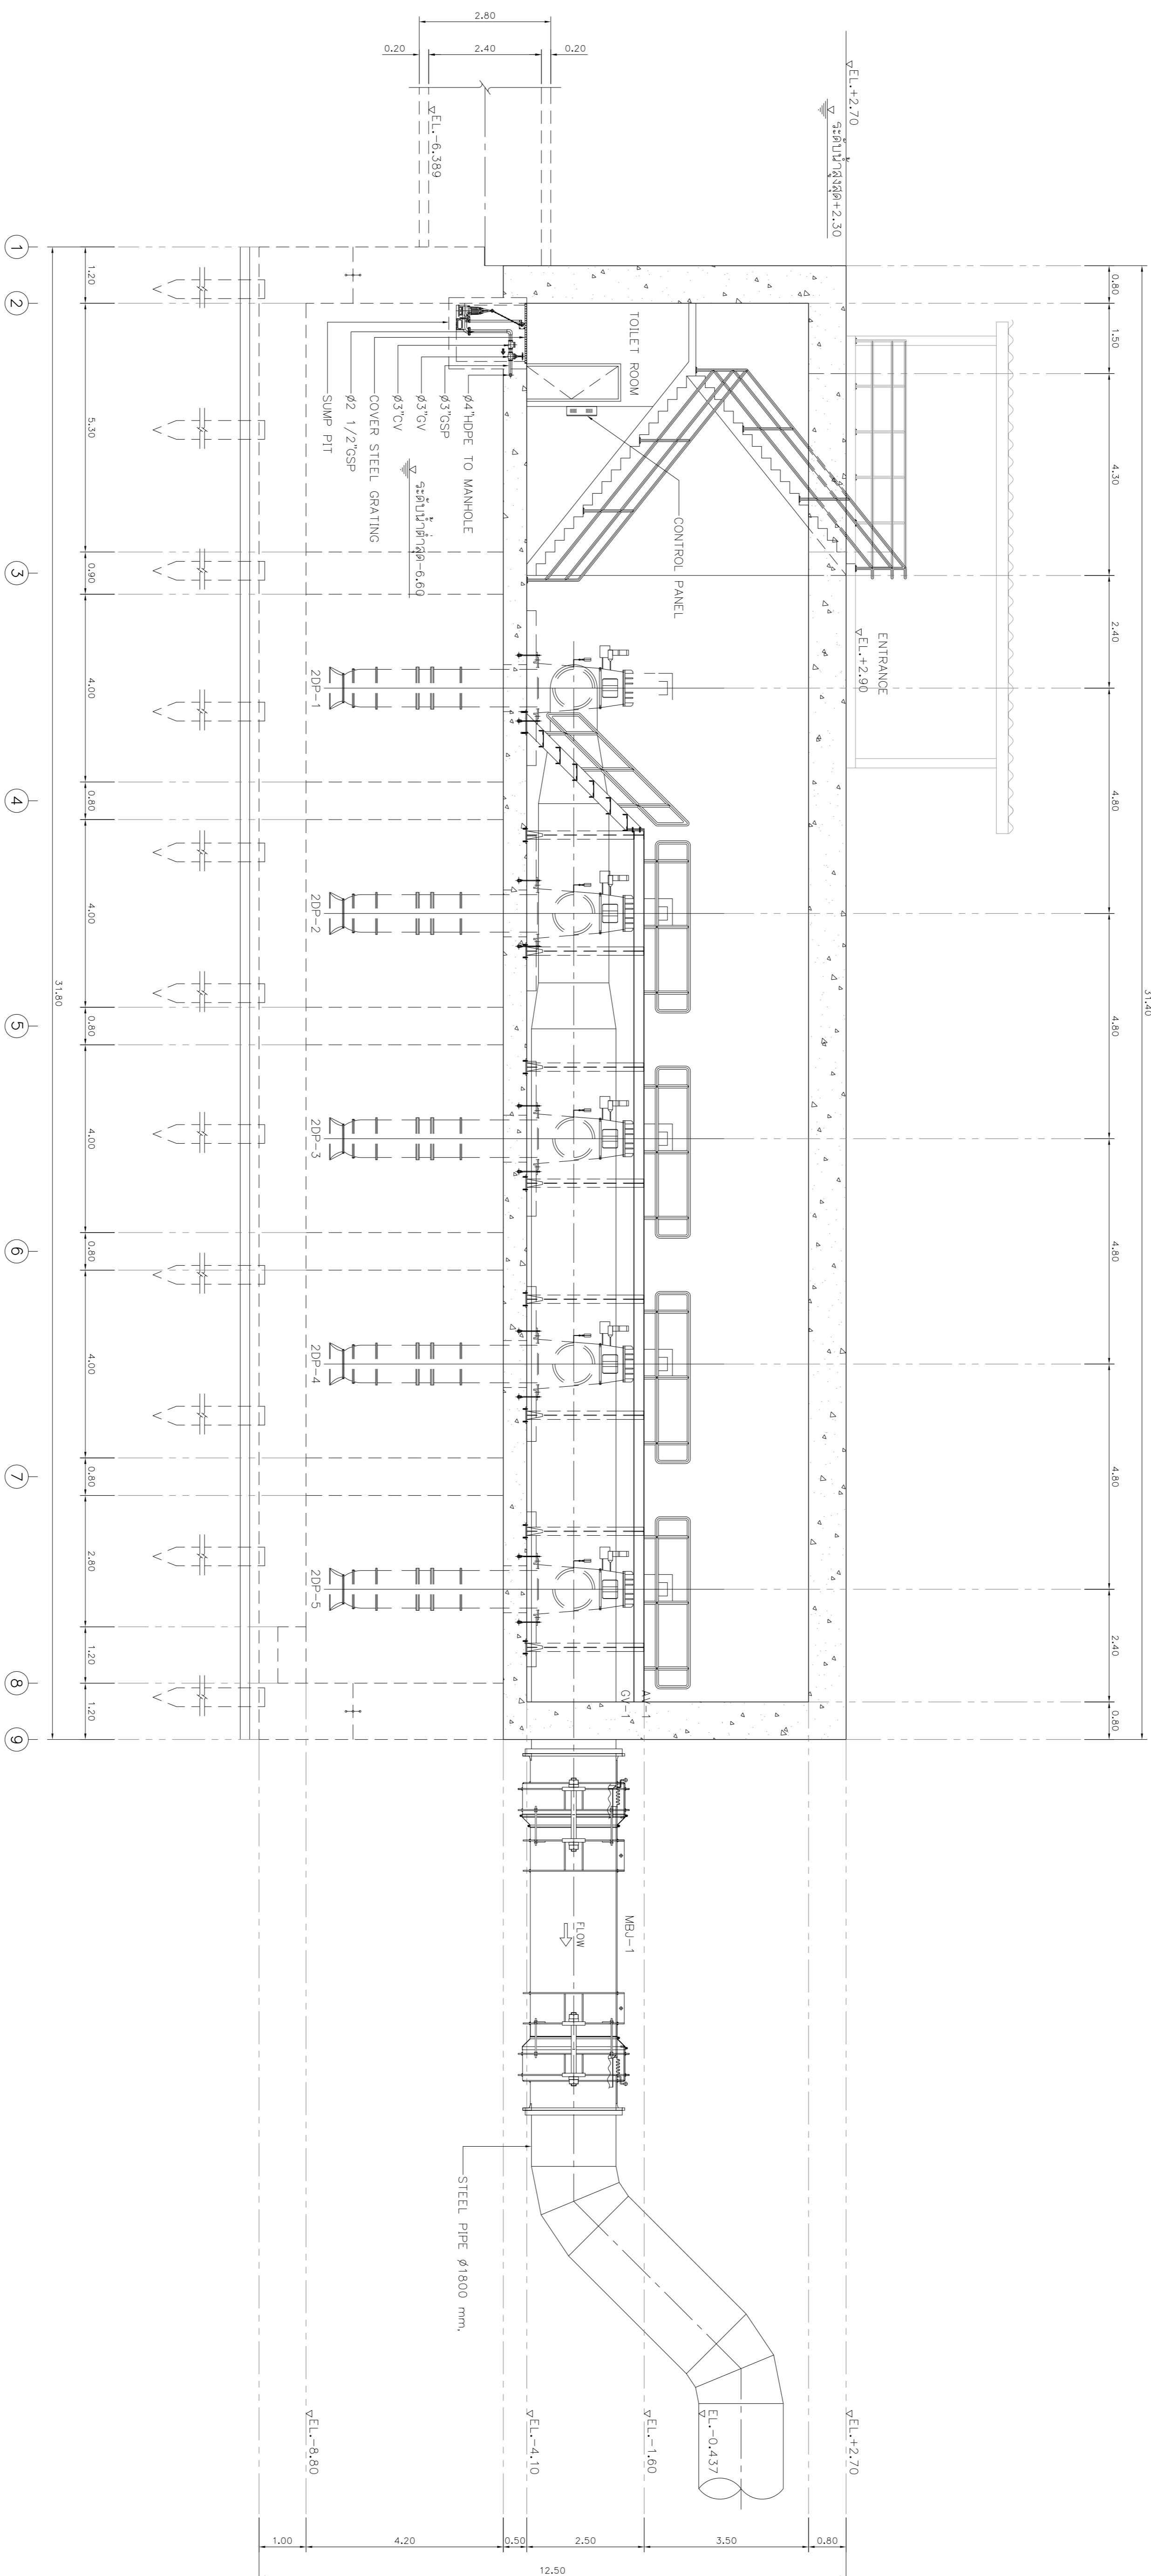 2.80
0.20
2.40
0.20
EL.+2.70
ระดับน้ำสูงสุด+2.30
EL.-6.389
31.40
0.80
1.50
4.30
2.40
4.80
4.80
4.80
4.80
2.40
0.80
ENTRANCE
EL.+2.90
TOILET ROOM
CONTROL PANEL
Ø4"HDPE TO MANHOLE
Ø3"GSP
Ø3"GV
Ø3"CV
COVER STEEL GRATING
Ø2 1/2"GSP
SUMP PIT
ระดับน้ำต่ำสุด-6.60
2DP-1
2DP-2
2DP-3
2DP-4
2DP-5
AV-1
GV-1
MBJ-1
FLOW
STEEL PIPE Ø1800 mm.
EL.+2.70
EL.-0.437
EL.-1.60
EL.-4.10
EL.-8.80
0.80
3.50
2.50
0.50
4.20
1.00
12.50
1.20
5.30
0.90
4.00
0.80
4.00
0.80
4.00
0.80
4.00
0.80
2.80
1.20
1.20
31.80
1
2
3
4
5
6
7
8
9